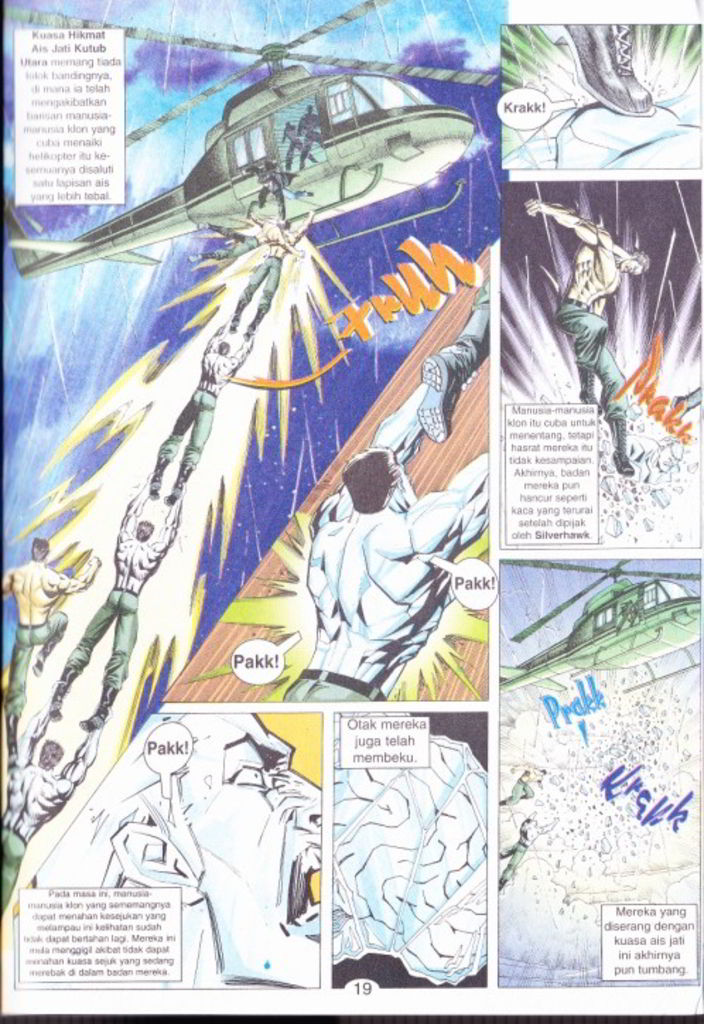 Kuasa Hikmat
Ais Jati Kutub
Utara memang tiada
tolok bandingnya,
di mana ia telah
mengakibatkan
barisan manusia-
manusia klon yang
cuba menaiki
helikopter itu ke-
semuanya disaluti
satu lapisan ais
yang lebih tebal.
Krakk!
Manusia-manusia
klon itu cuba untuk
menentang, tetapi
hasrat mereka itu
tidak kesampaian.
Akhirnya, badan
mereka pun
hancur seperti
kaca yang terurai
setelah dipijak
oleh Silverhawk.
Pakk!
Pakk!
Prakk
!
Krakk
Pakk!
Otak mereka
juga telah
membeku.
Pada masa ini, manusia-
manusia klon yang sememangnya
dapat menahan kesejukan yang
melampau ini kelihatan sudah
tidak dapat bertahan lagi. Mereka ini
mula menggigil akibat tidak dapat
menahan kuasa sejuk yang sedang
merebak di dalam badan mereka.
Mereka yang
diserang dengan
kuasa ais jati
ini akhirnya
pun tumbang.
19